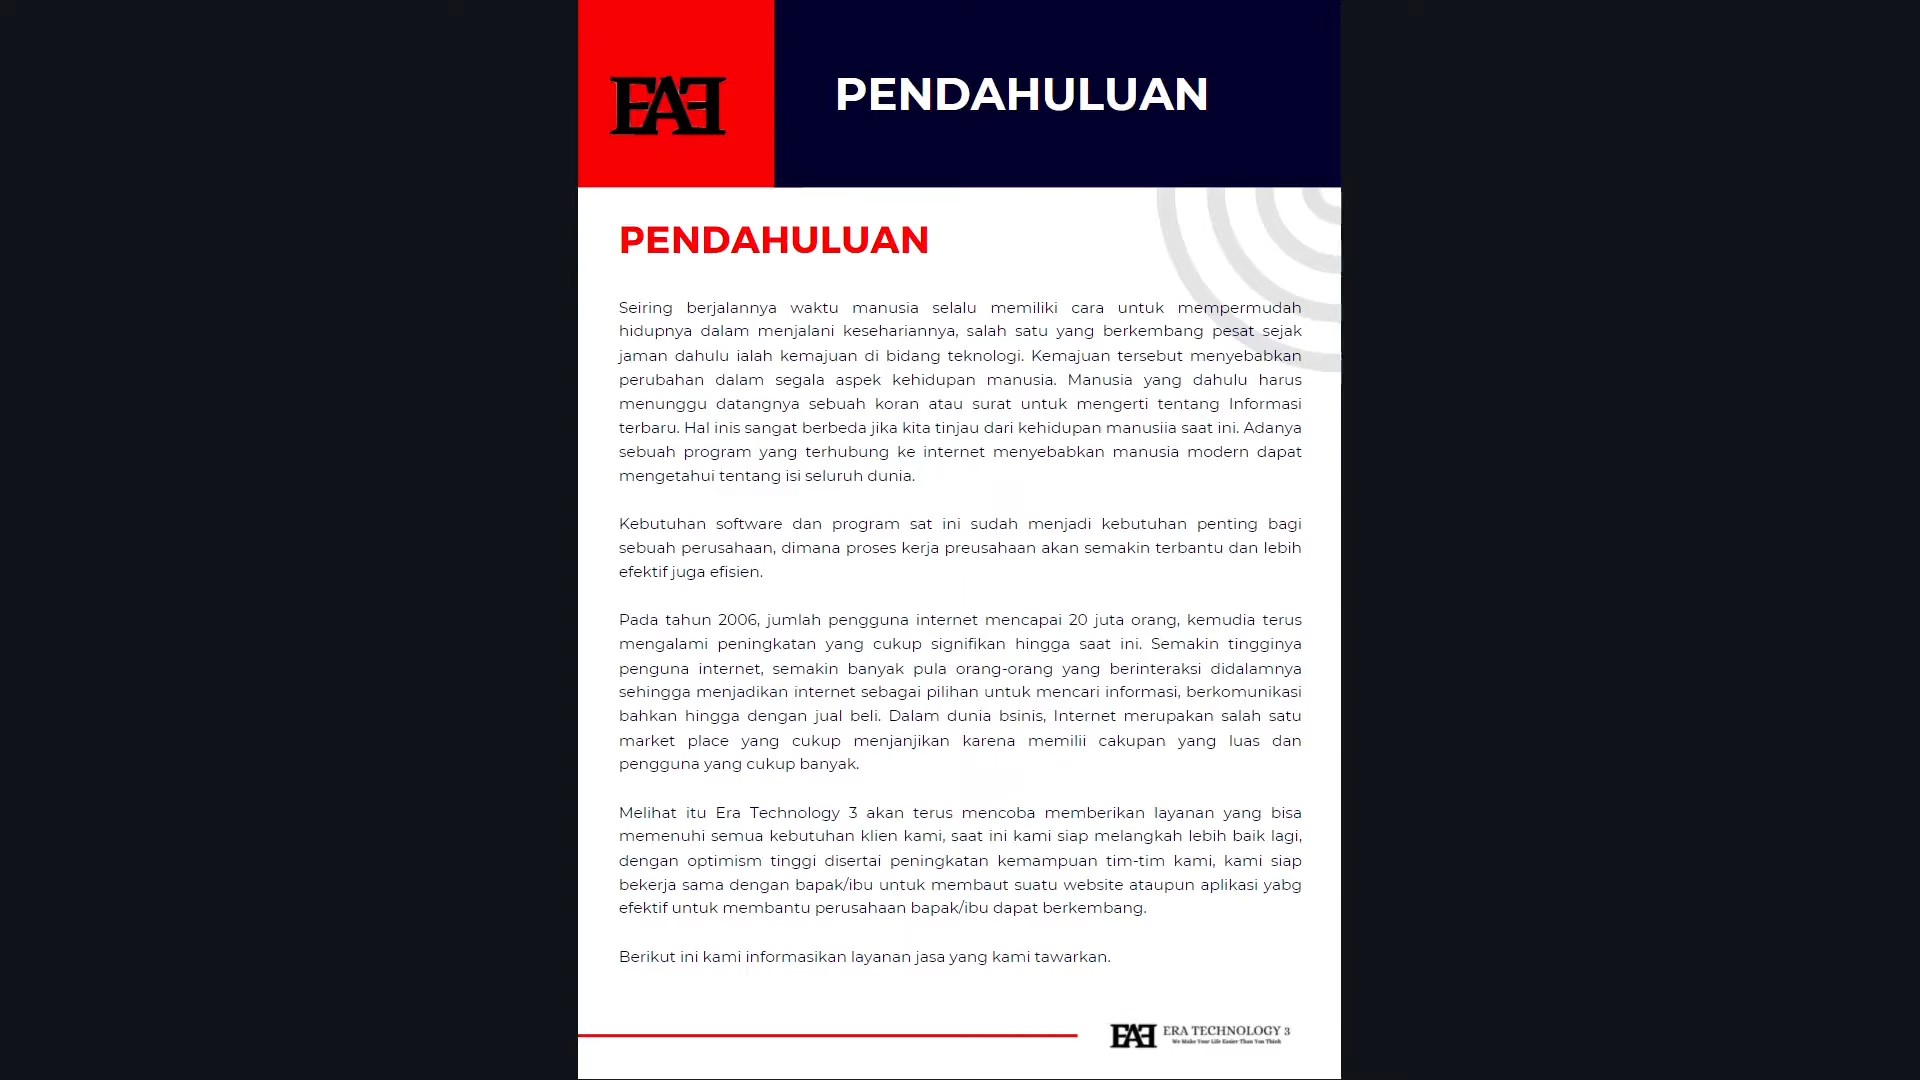 EAE
PENDAHULUAN
PENDAHULUAN
Seiring berjalannya waktu manusia selalu memiliki cara untuk mempermudah
hidupnya dalam menjalani kesehariannya, salah satu yang berkembang pesat sejak
jaman dahulu ialah kemajuan di bidang teknologi. Kemajuan tersebut menyebabkan
perubahan dalam segala aspek kehidupan manusia. Manusia yang dahulu harus
menunggu datangnya sebuah koran atau surat untuk mengerti tentang Informasi
terbaru. Hal inis sangat berbeda jika kita tinjau dari kehidupan manusiia saat ini. Adanya
sebuah program yang terhubung ke internet menyebabkan manusia modern dapat
mengetahui tentang isi seluruh dunia.
Kebutuhan software dan program sat ini sudah menjadi kebutuhan penting bagi
sebuah perusahaan, dimana proses kerja preusahaan akan semakin terbantu dan lebih
efektif juga efisien.
Pada tahun 2006, jumlah pengguna internet mencapai 20 juta orang, kemudia terus
mengalami peningkatan yang cukup signifikan hingga saat ini. Semakin tingginya
penguna internet, semakin banyak pula orang-orang yang berinteraksi didalamnya
sehingga menjadikan internet sebagai pilihan untuk mencari informasi, berkomunikasi
bahkan hingga dengan jual beli. Dalam dunia bsinis, Internet merupakan salah satu
market place yang cukup menjanjikan karena memilii cakupan yang luas dan
pengguna yang cukup banyak.
Melihat itu Era Technology 3 akan terus mencoba memberikan layanan yang bisa
memenuhi semua kebutuhan klien kami, saat ini kami siap melangkah lebih baik lagi,
dengan optimism tinggi disertai peningkatan kemampuan tim-tim kami, kami siap
bekerja sama dengan bapak/ibu untuk membaut suatu website ataupun aplikasi yabg
efektif untuk membantu perusahaan bapak/ibu dapat berkembang.
Berikut ini kami informasikan layanan jasa yang kami tawarkan.
EAE ERA TECHNOLOGY 3
We Make Your Life Easier Than You Think